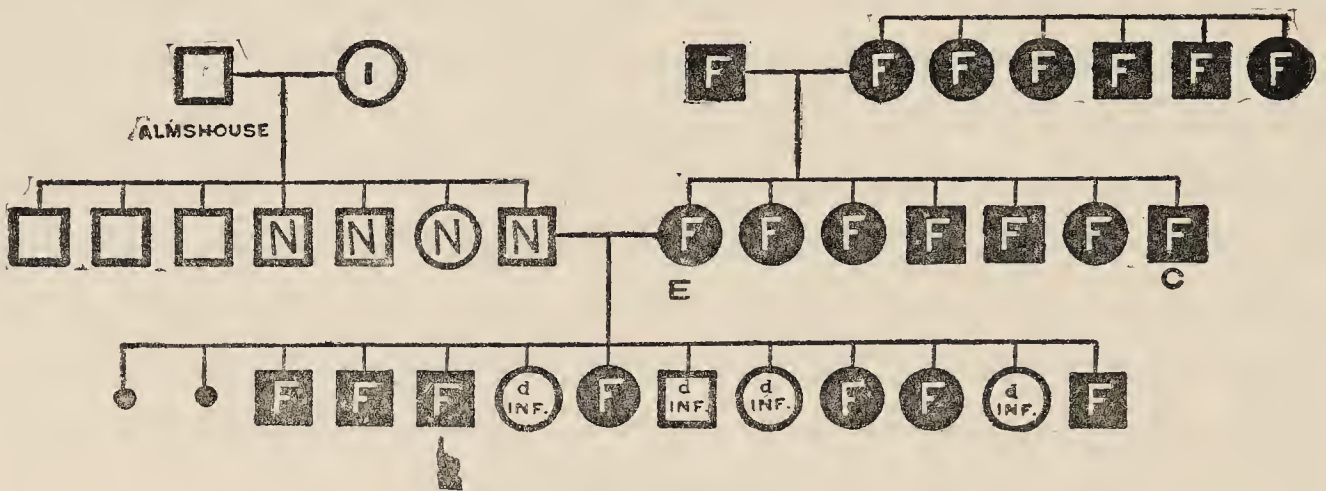 I F F F F F F F
ALMSHOUSE
N N N N F F F F F F F
E C
F F F d INF. F d INF. d INF. F F d INF. F